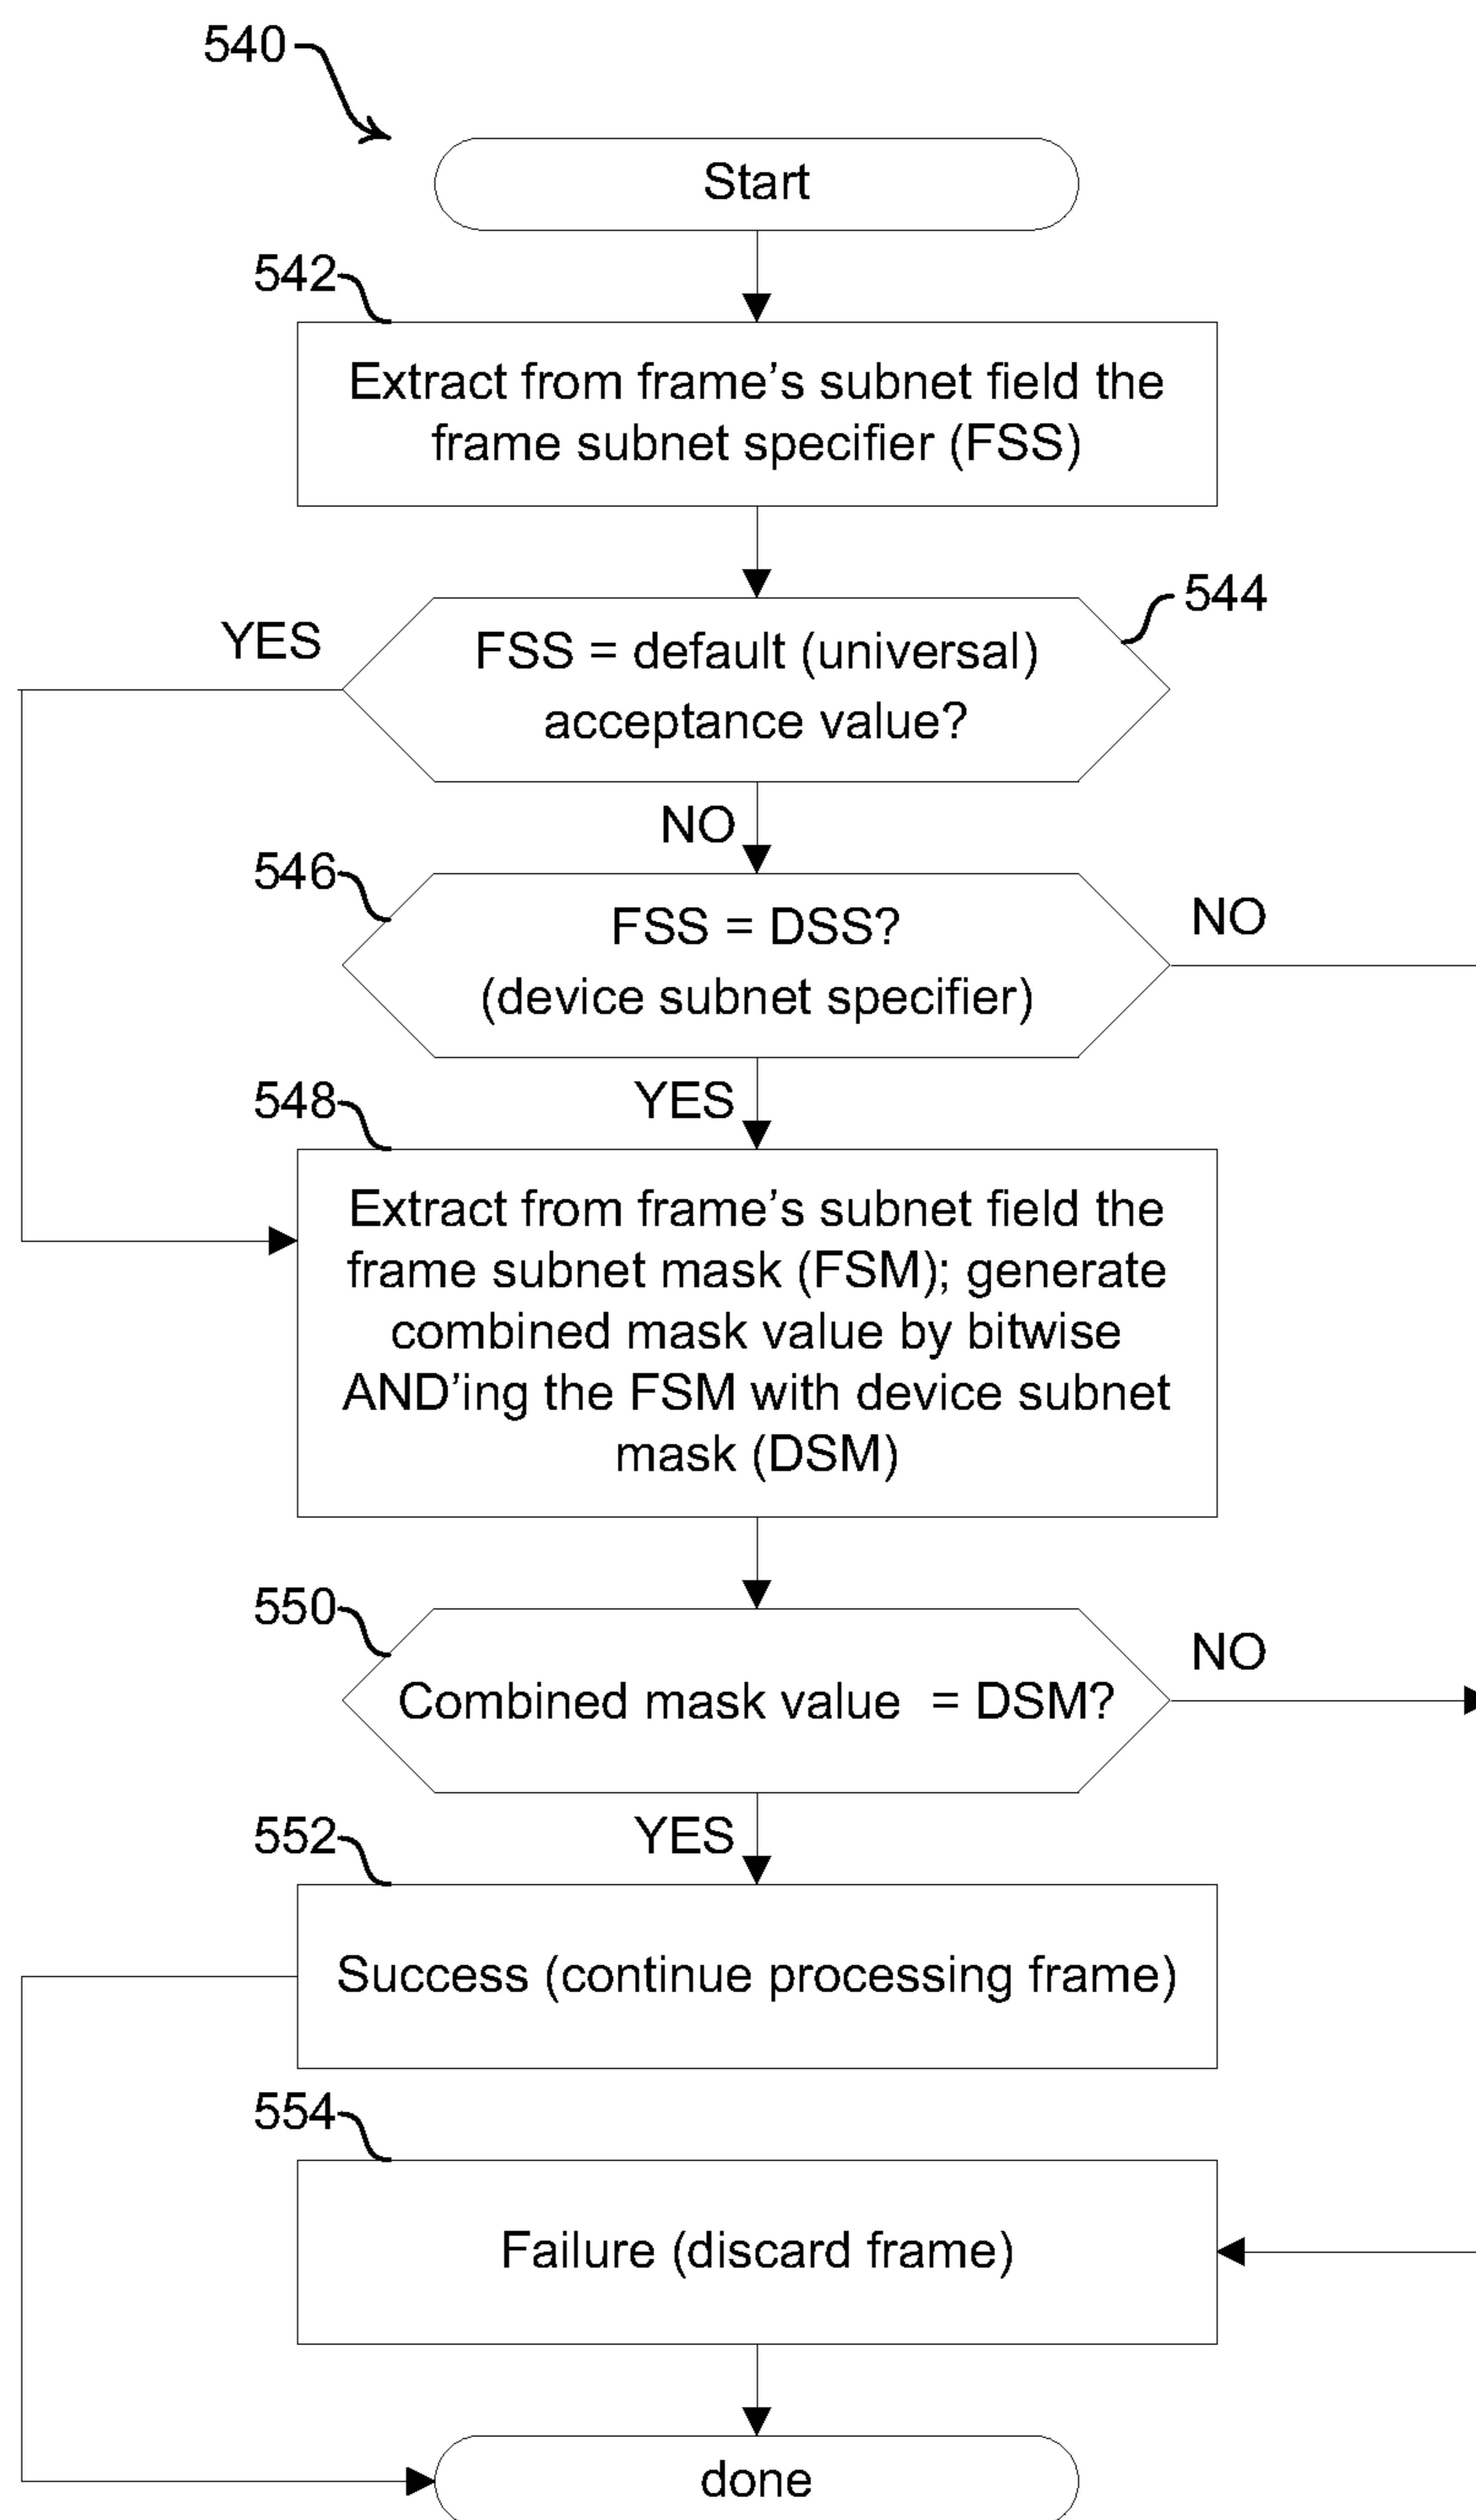 540
Start
542
Extract from frame’s subnet field the
frame subnet specifier (FSS)
544
YES
FSS = default (universal)
acceptance value?
NO
546
FSS = DSS?
(device subnet specifier)
NO
YES
548
Extract from frame’s subnet field the
frame subnet mask (FSM); generate
combined mask value by bitwise
AND’ing the FSM with device subnet
mask (DSM)
550
Combined mask value = DSM?
NO
YES
552
Success (continue processing frame)
554
Failure (discard frame)
done